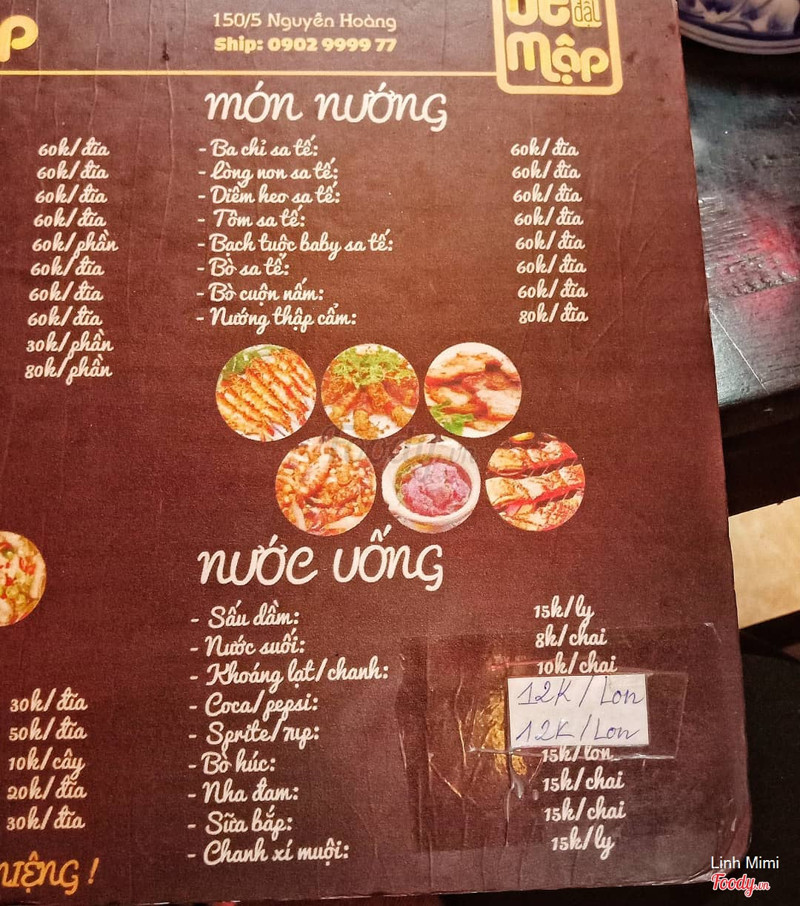 150/5 Nguyễn Hoàng
Ship: 0902 9999 77
Mập
MÓN NƯỚNG
60k/đĩa
60k/đĩa
60k/đĩa
60k/đĩa
60k/phần
60k/đĩa
60k/đĩa
60k/đĩa
30k/phần
80k/phần
- Ba chỉ sa tế: 60k/đĩa
- Lòng non sa tế: 60k/đĩa
- Diềm heo sa tế: 60k/đĩa
- Tôm sa tế: 60k/đĩa
- Bạch tuộc baby sa tế: 60k/đĩa
- Bò sa tế: 60k/đĩa
- Bò cuộn nấm: 60k/đĩa
- Nướng thập cẩm: 80k/đĩa
NƯỚC UỐNG
- Sấu dầm: 15k/ly
- Nước suối: 8k/chai
- Khoáng lạt/chanh: 10k/chai
- Coca/pepsi: 12K/Lon
- Sprite/7up: 12K/Lon
- Bò húc: 15k/lon
- Nha đam: 15k/chai
- Sữa bắp: 15k/chai
- Chanh xí muội: 15k/ly
30k/đĩa
50k/đĩa
10k/cây
20k/đĩa
30k/đĩa
Linh Mimi
Foody.vn